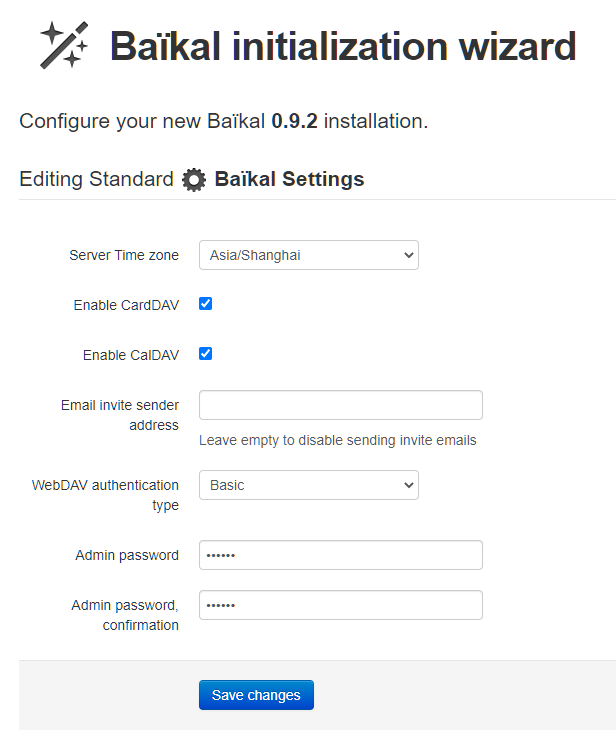 Baïkal initialization wizard
Configure your new Baïkal 0.9.2 installation.
Editing Standard Baïkal Settings
Server Time zone Asia/Shanghai
Enable CardDAV
Enable CalDAV
Email invite sender
address
Leave empty to disable sending invite emails
WebDAV authentication
type
Basic
Admin password ••••••
Admin password,
confirmation
••••••
Save changes